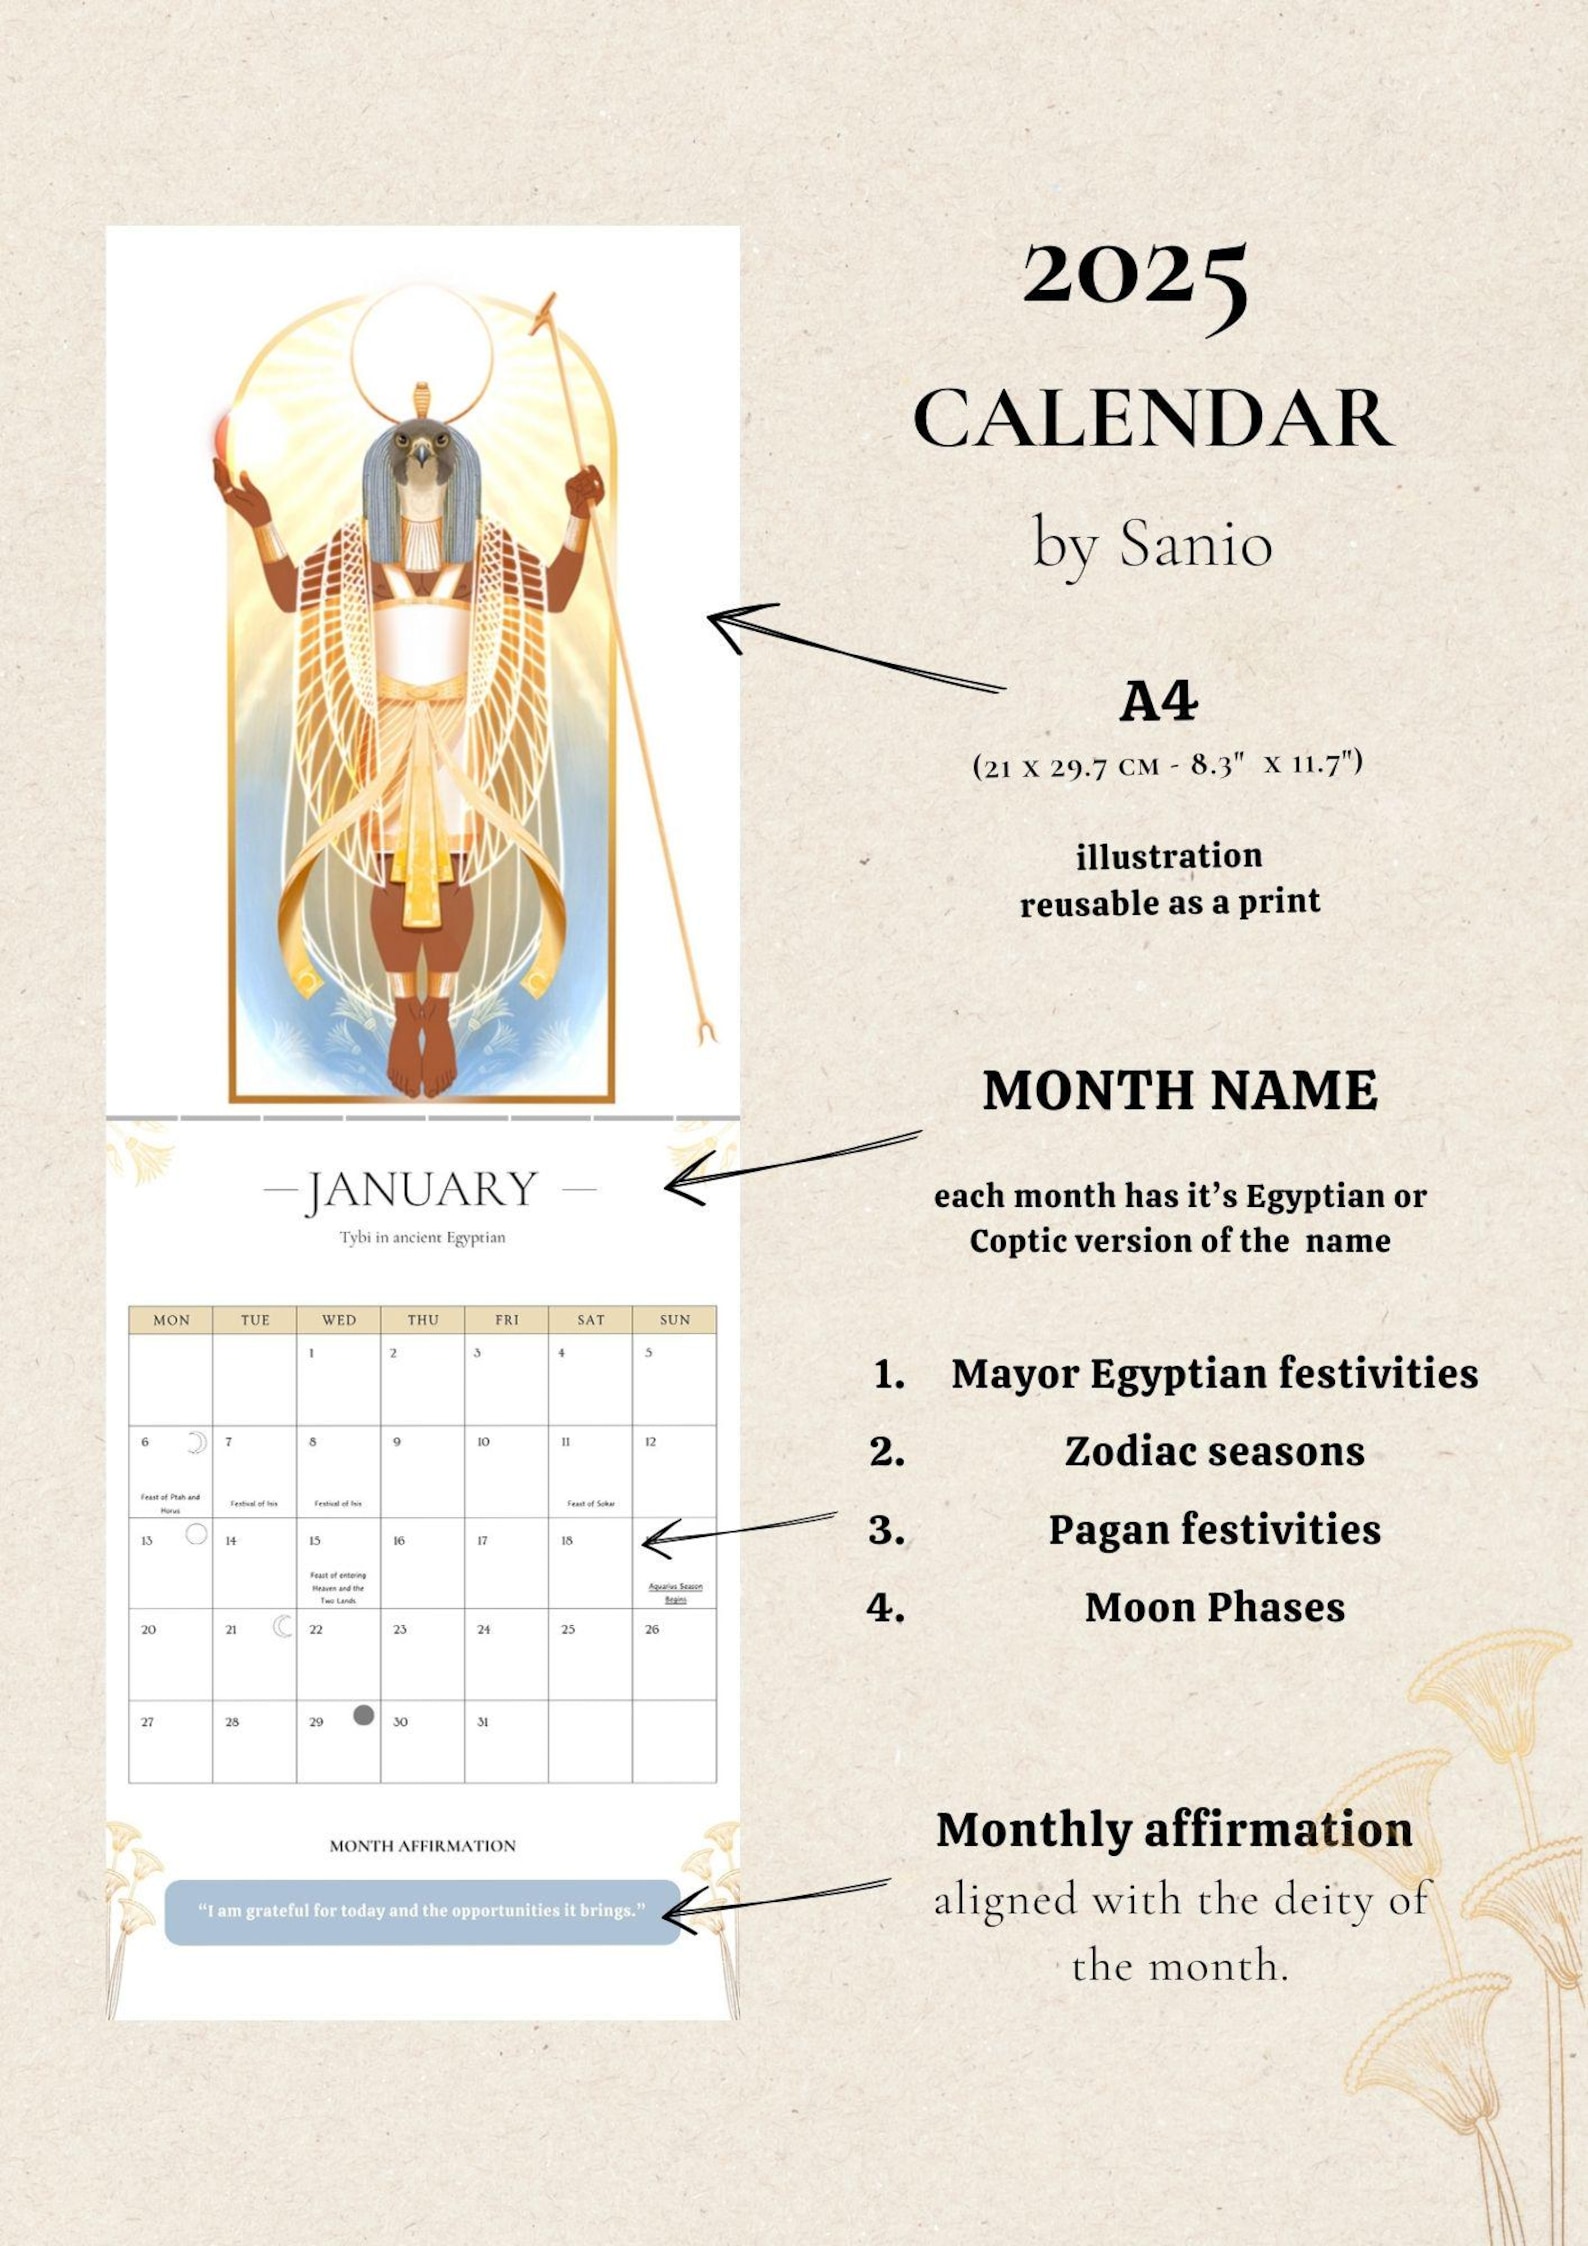 2025
CALENDAR
by Sanio
A4
(21 X 29.7 CM - 8.3" X 11.7")
illustration
reusable as a print
MONTH NAME
each month has it's Egyptian or
Coptic version of the name
1. Mayor Egyptian festivities
2. Zodiac seasons
3. Pagan festivities
4. Moon Phases
Monthly affirmation
aligned with the deity of
the month.
— JANUARY —
Tybi in ancient Egyptian
MON TUE WED THU FRI SAT SUN
1 2 3 4 5
6 7 8 9 10 11 12
Feast of Ptah and
Horus
Festival of Isis
Festival of Isis
Feast of Sokar
13 14 15 16 17 18
Feast of entering
Heaven and the
Two Lands
Aquarius Season
Begins
20 21 22 23 24 25 26
27 28 29 30 31
MONTH AFFIRMATION
“I am grateful for today and the opportunities it brings.”